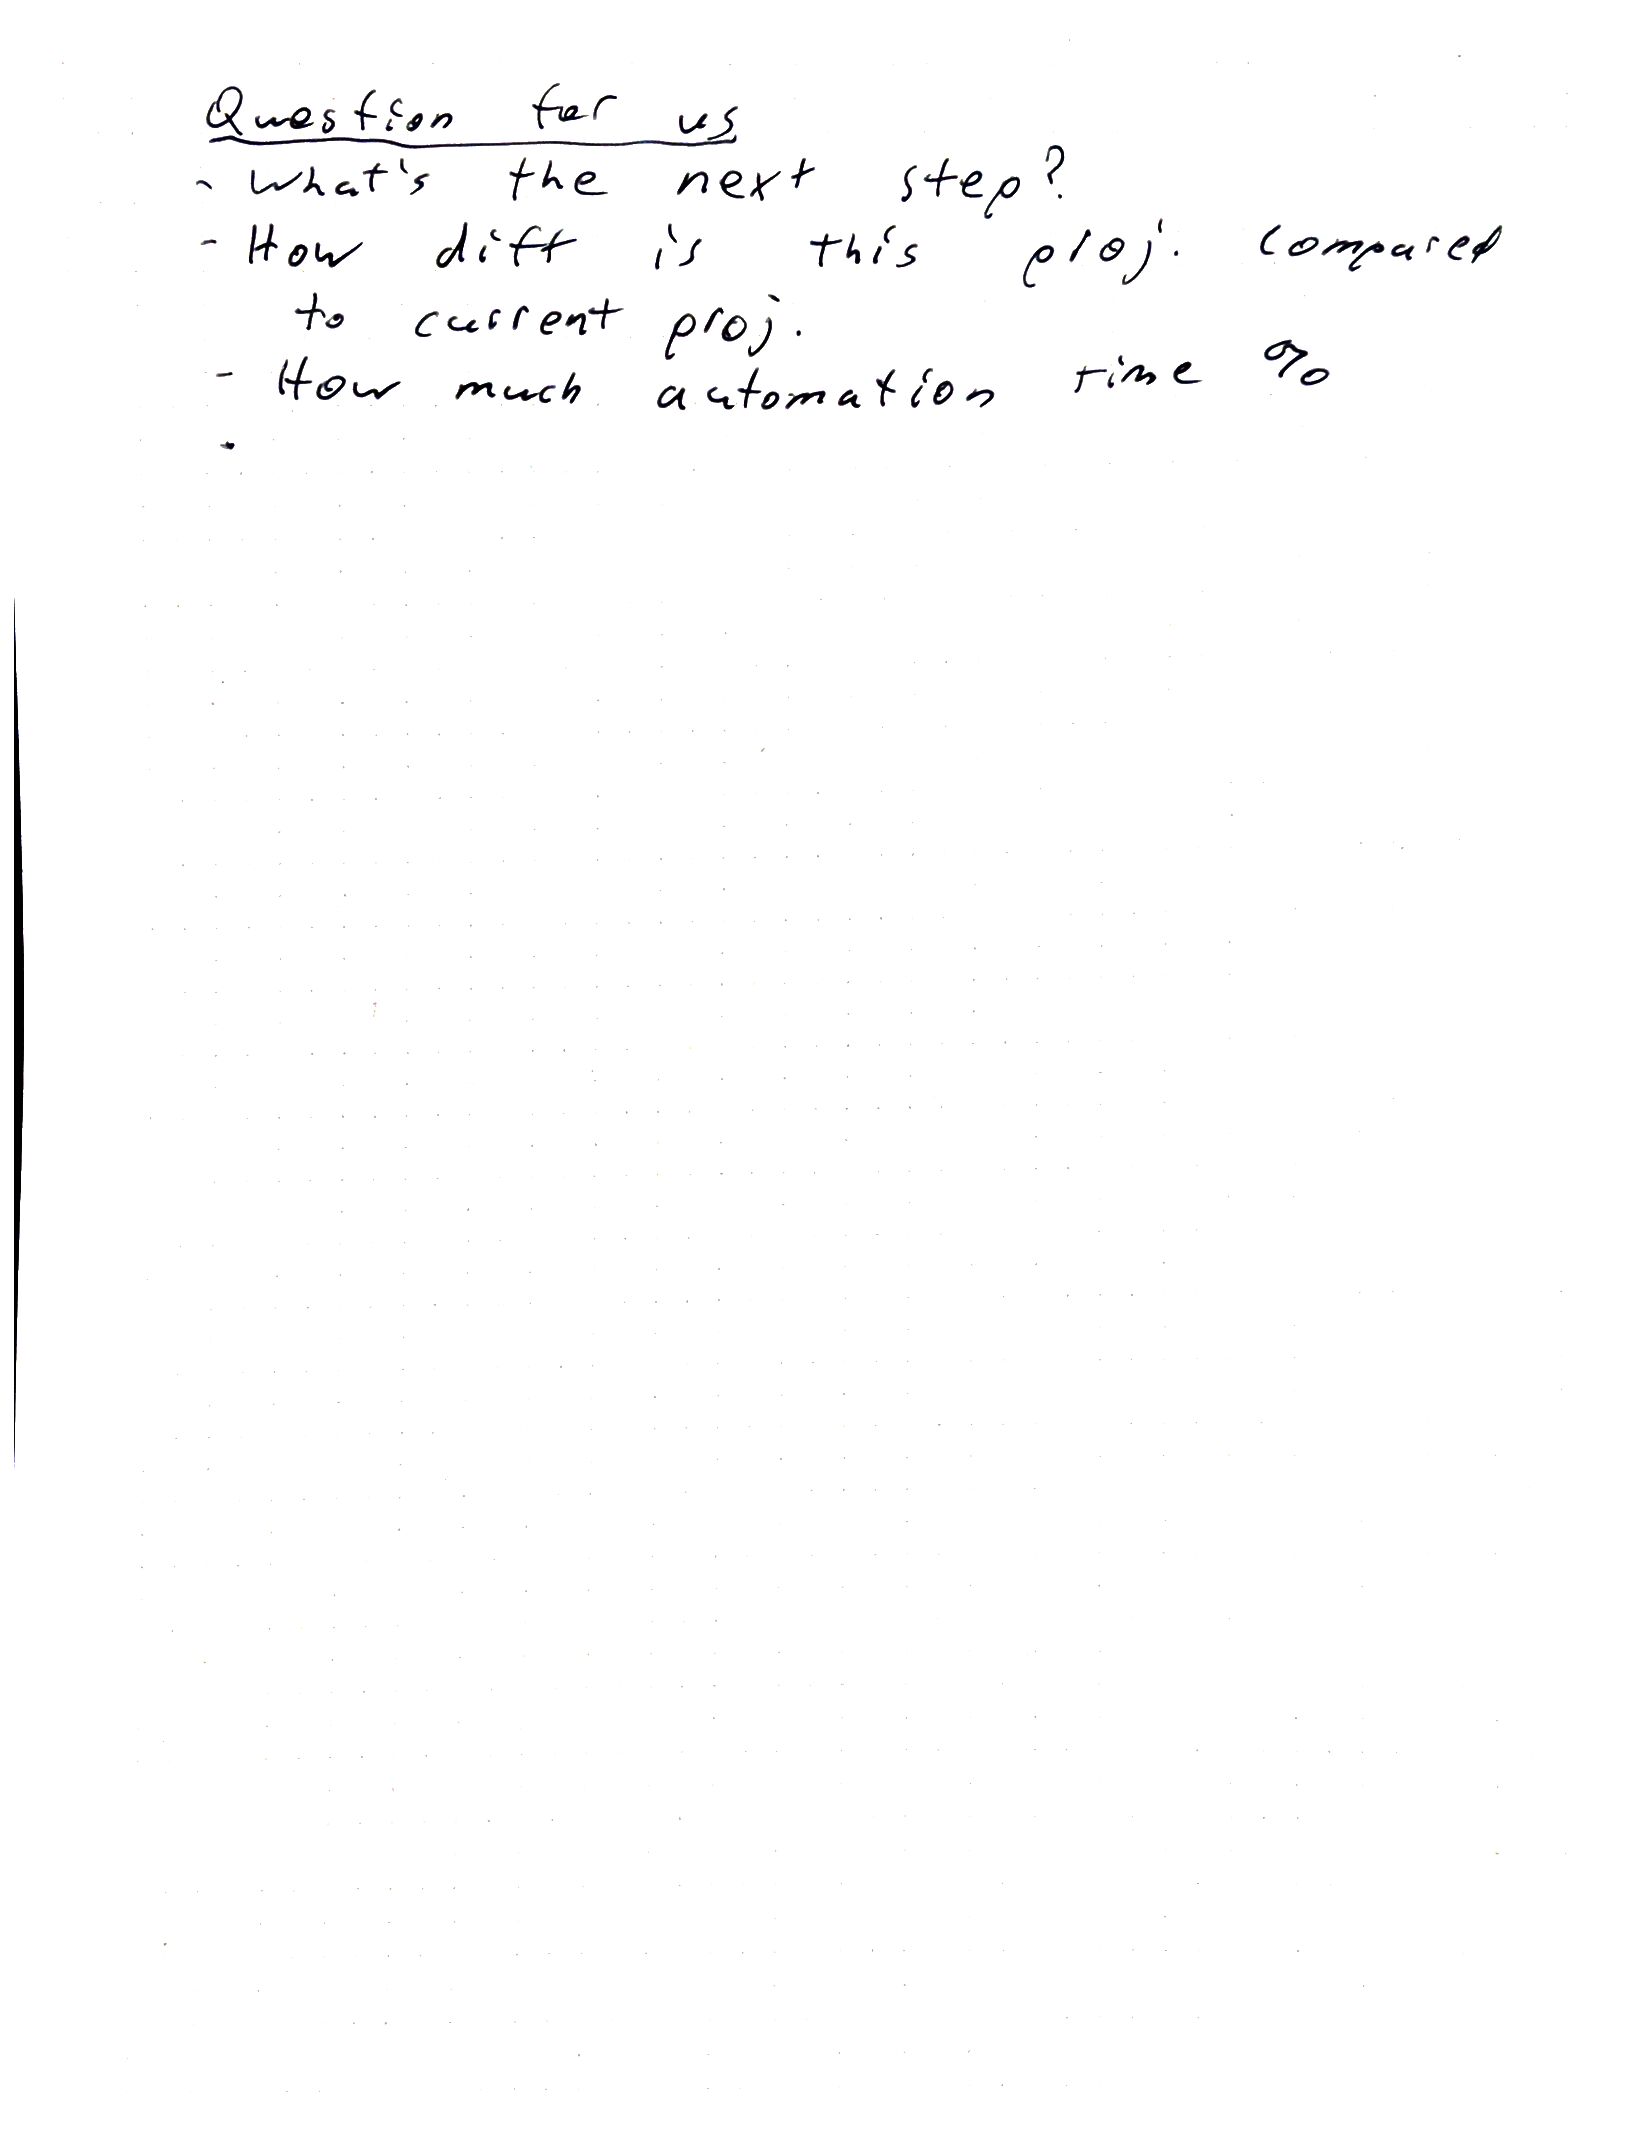 Question for us
- What's the next step?
- How diff is this proj. compared
to current proj.
- How much automation time %
-